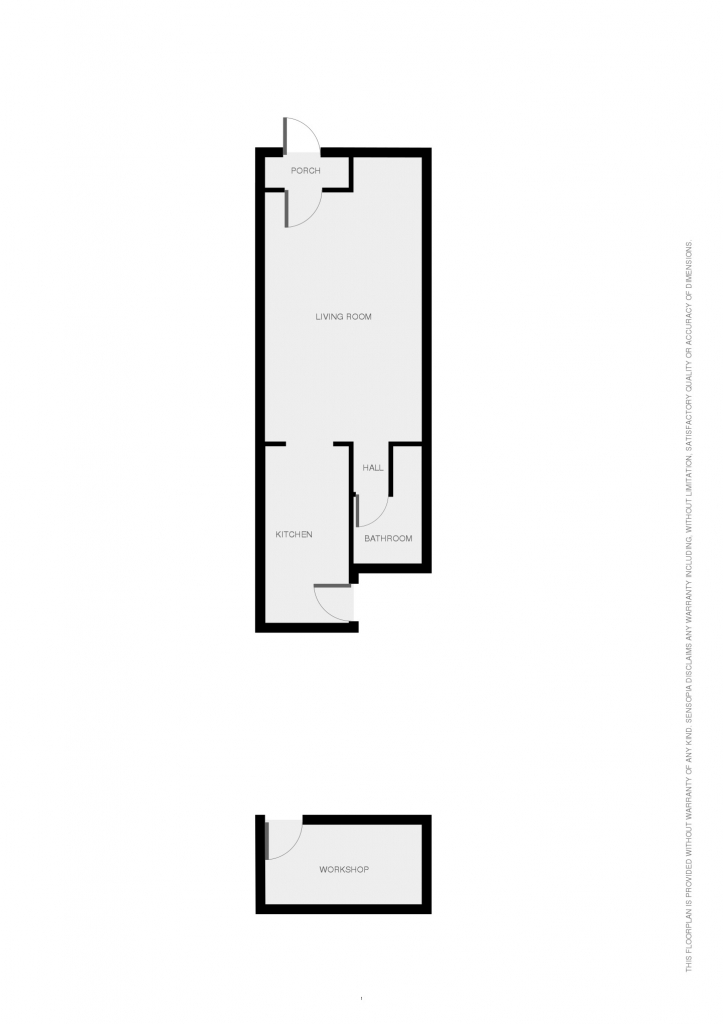 PORCH
LIVING ROOM
HALL
KITCHEN
BATHROOM
WORKSHOP
THIS FLOORPLAN IS PROVIDED WITHOUT WARRANTY OF ANY KIND. SENSOPIA DISCLAIMS ANY WARRANTY INCLUDING, WITHOUT LIMITATION, SATISFACTORY QUALITY OR ACCURACY OF DIMENSIONS.
1